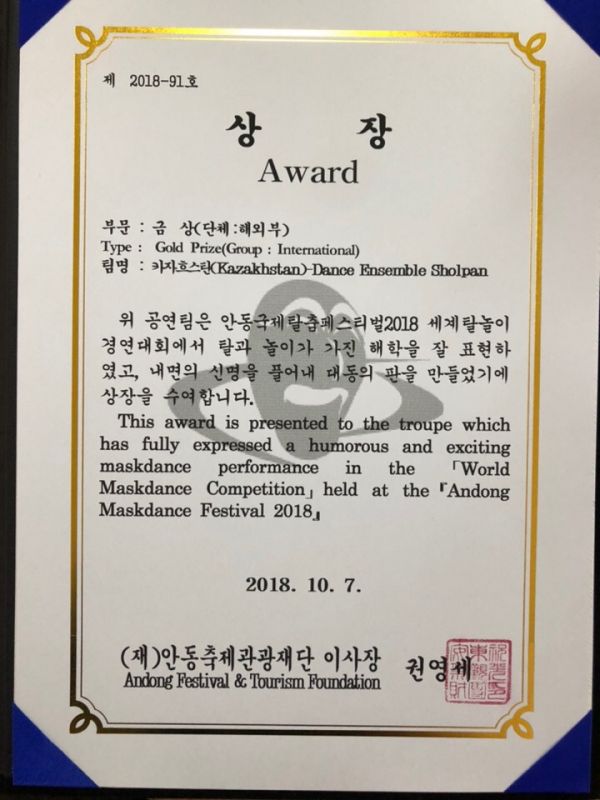 제 2018-91호
상 장
Award
부문 : 금 상(단체:해외부)
Type : Gold Prize(Group : International)
팀명 : 카자흐스탄(Kazakhstan)-Dance Ensemble Sholpan
위 공연팀은 안동국제탈춤페스티벌2018 세계탈놀이
경연대회에서 탈과 놀이가 가진 해학을 잘 표현하
였고, 내면의 신명을 풀어내 대동의 판을 만들었기에
상장을 수여합니다.
This award is presented to the troupe which
has fully expressed a humorous and exciting
maskdance performance in the 「World
Maskdance Competition」 held at the 『Andong
Maskdance Festival 2018』
2018. 10. 7.
(재)안동축제관광재단 이사장 권영세
Andong Festival & Tourism Foundation